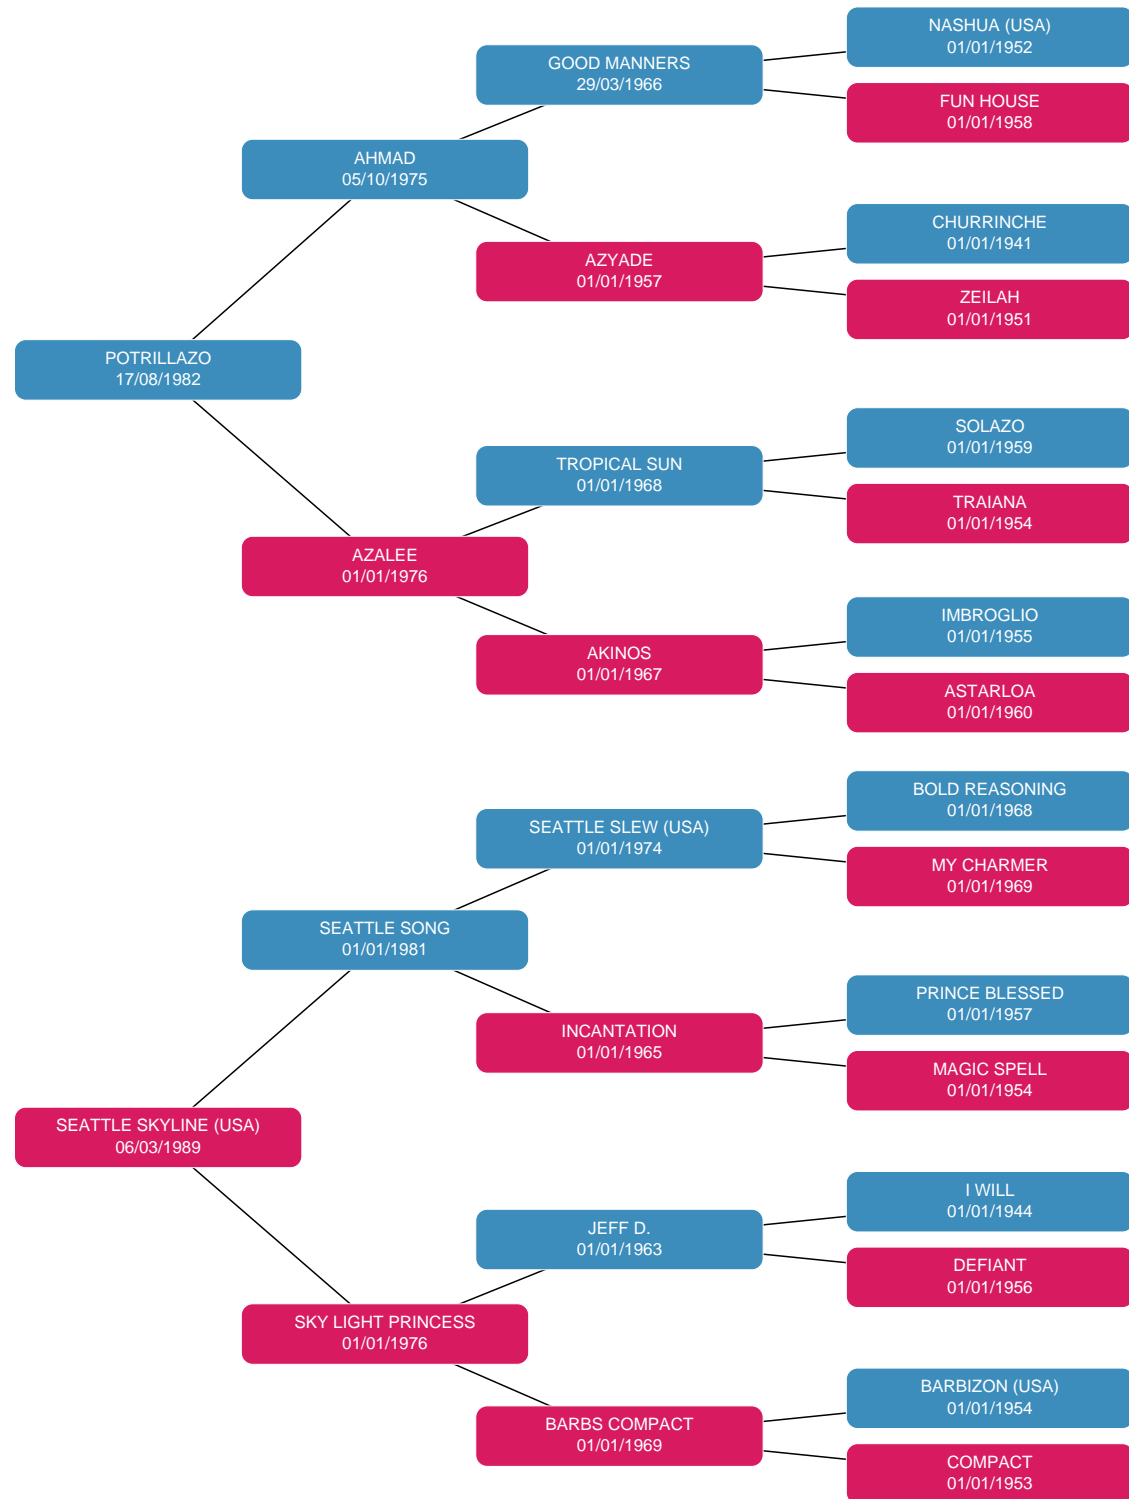 NASHUA (USA)
01/01/1952
GOOD MANNERS
29/03/1966
FUN HOUSE
01/01/1958
AHMAD
05/10/1975
CHURRINCHE
01/01/1941
AZYADE
01/01/1957
ZEILAH
01/01/1951
POTRILLAZO
17/08/1982
SOLAZO
01/01/1959
TROPICAL SUN
01/01/1968
TRAIANA
01/01/1954
AZALEE
01/01/1976
IMBROGLIO
01/01/1955
AKINOS
01/01/1967
ASTARLOA
01/01/1960
BOLD REASONING
01/01/1968
SEATTLE SLEW (USA)
01/01/1974
MY CHARMER
01/01/1969
SEATTLE SONG
01/01/1981
PRINCE BLESSED
01/01/1957
INCANTATION
01/01/1965
MAGIC SPELL
01/01/1954
SEATTLE SKYLINE (USA)
06/03/1989
I WILL
01/01/1944
JEFF D.
01/01/1963
DEFIANT
01/01/1956
SKY LIGHT PRINCESS
01/01/1976
BARBIZON (USA)
01/01/1954
BARBS COMPACT
01/01/1969
COMPACT
01/01/1953